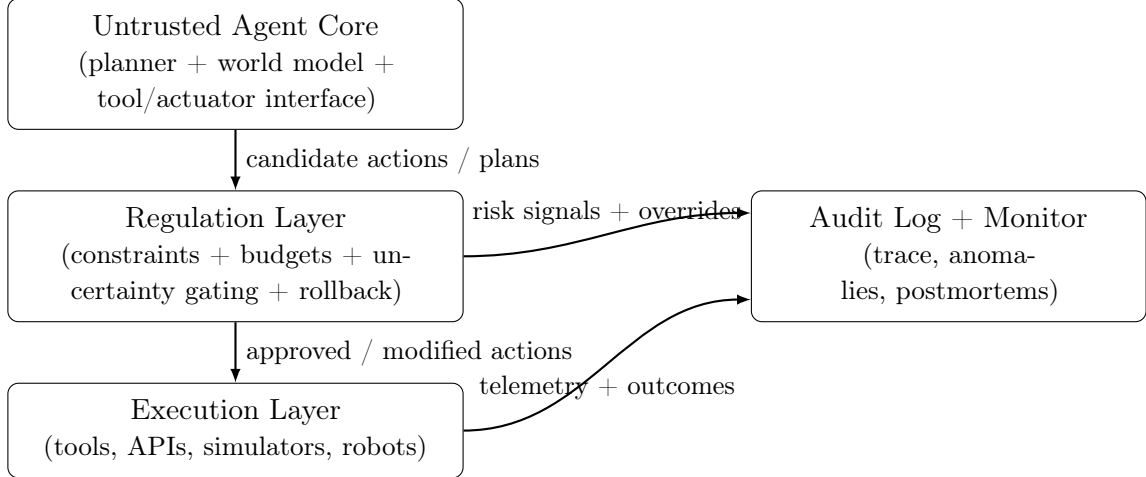 Untrusted Agent Core
(planner + world model +
tool/actuator interface)
candidate actions / plans
Regulation Layer
(constraints + budgets + un-
certainty gating + rollback)
risk signals + overrides
Audit Log + Monitor
(trace, anoma-
lies, postmortems)
approved / modified actions
telemetry + outcomes
Execution Layer
(tools, APIs, simulators, robots)